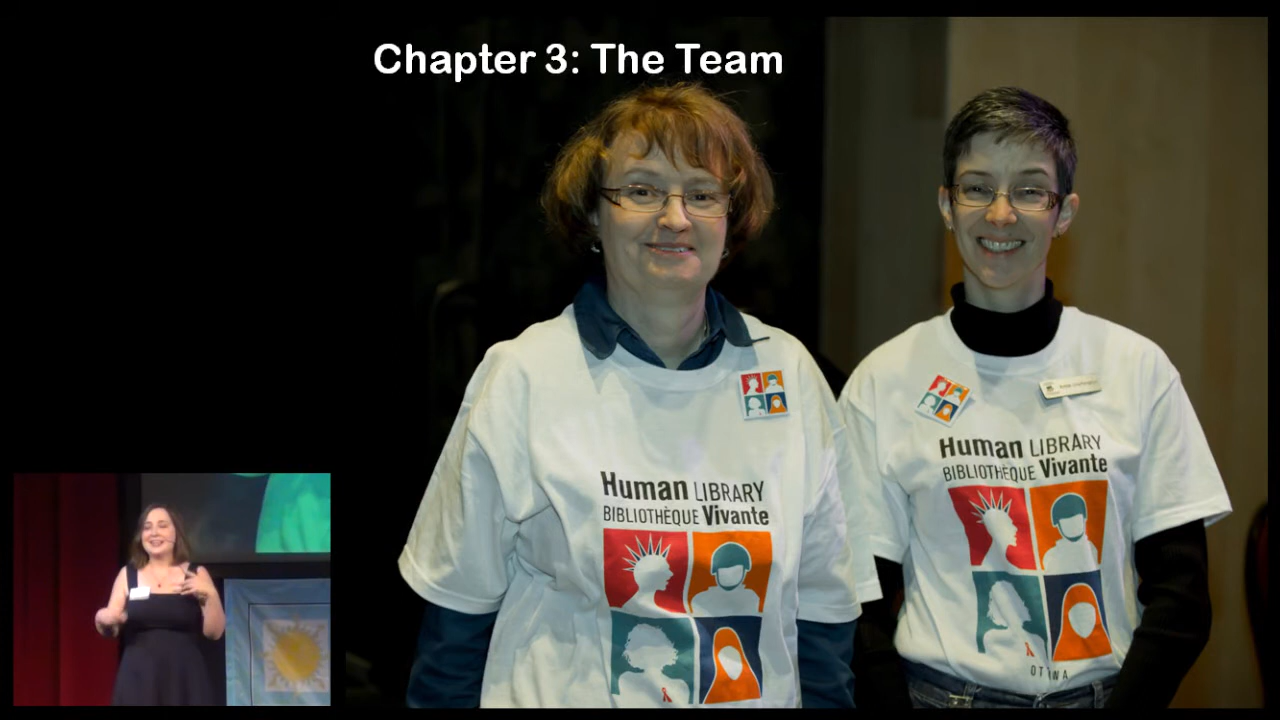 Chapter 3: The Team
Human LIBRARY
BIBLIOTHÈQUE Vivante
Human LIBRARY
BIBLIOTHÈQUE Vivante
OTTAWA